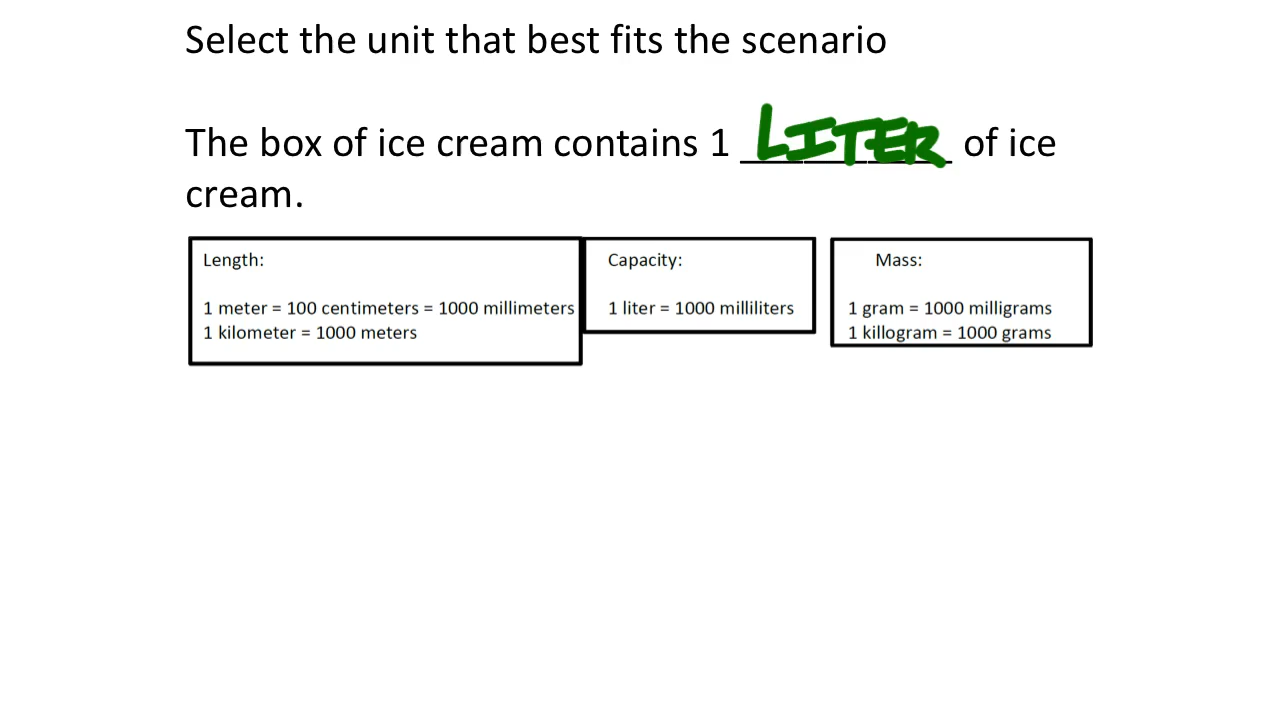 Select the unit that best fits the scenario
The box of ice cream contains 1 LITER of ice
cream.
Length:
1 meter = 100 centimeters = 1000 millimeters
1 kilometer = 1000 meters
Capacity:
1 liter = 1000 milliliters
Mass:
1 gram = 1000 milligrams
1 killogram = 1000 grams